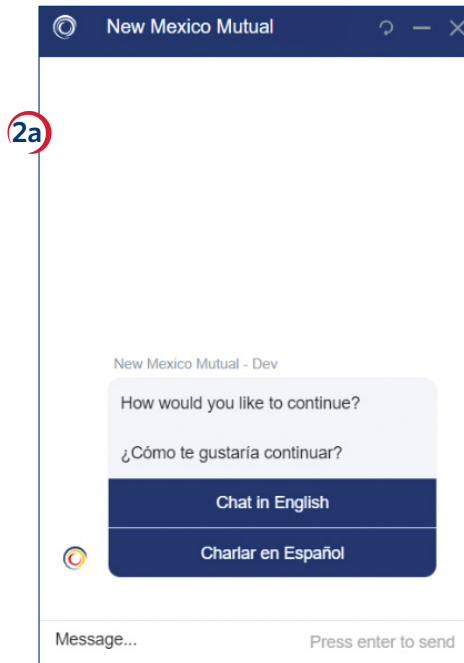 New Mexico Mutual
2a
New Mexico Mutual - Dev
How would you like to continue?
¿Cómo te gustaría continuar?
Chat in English
Charlar en Español
Message... Press enter to send